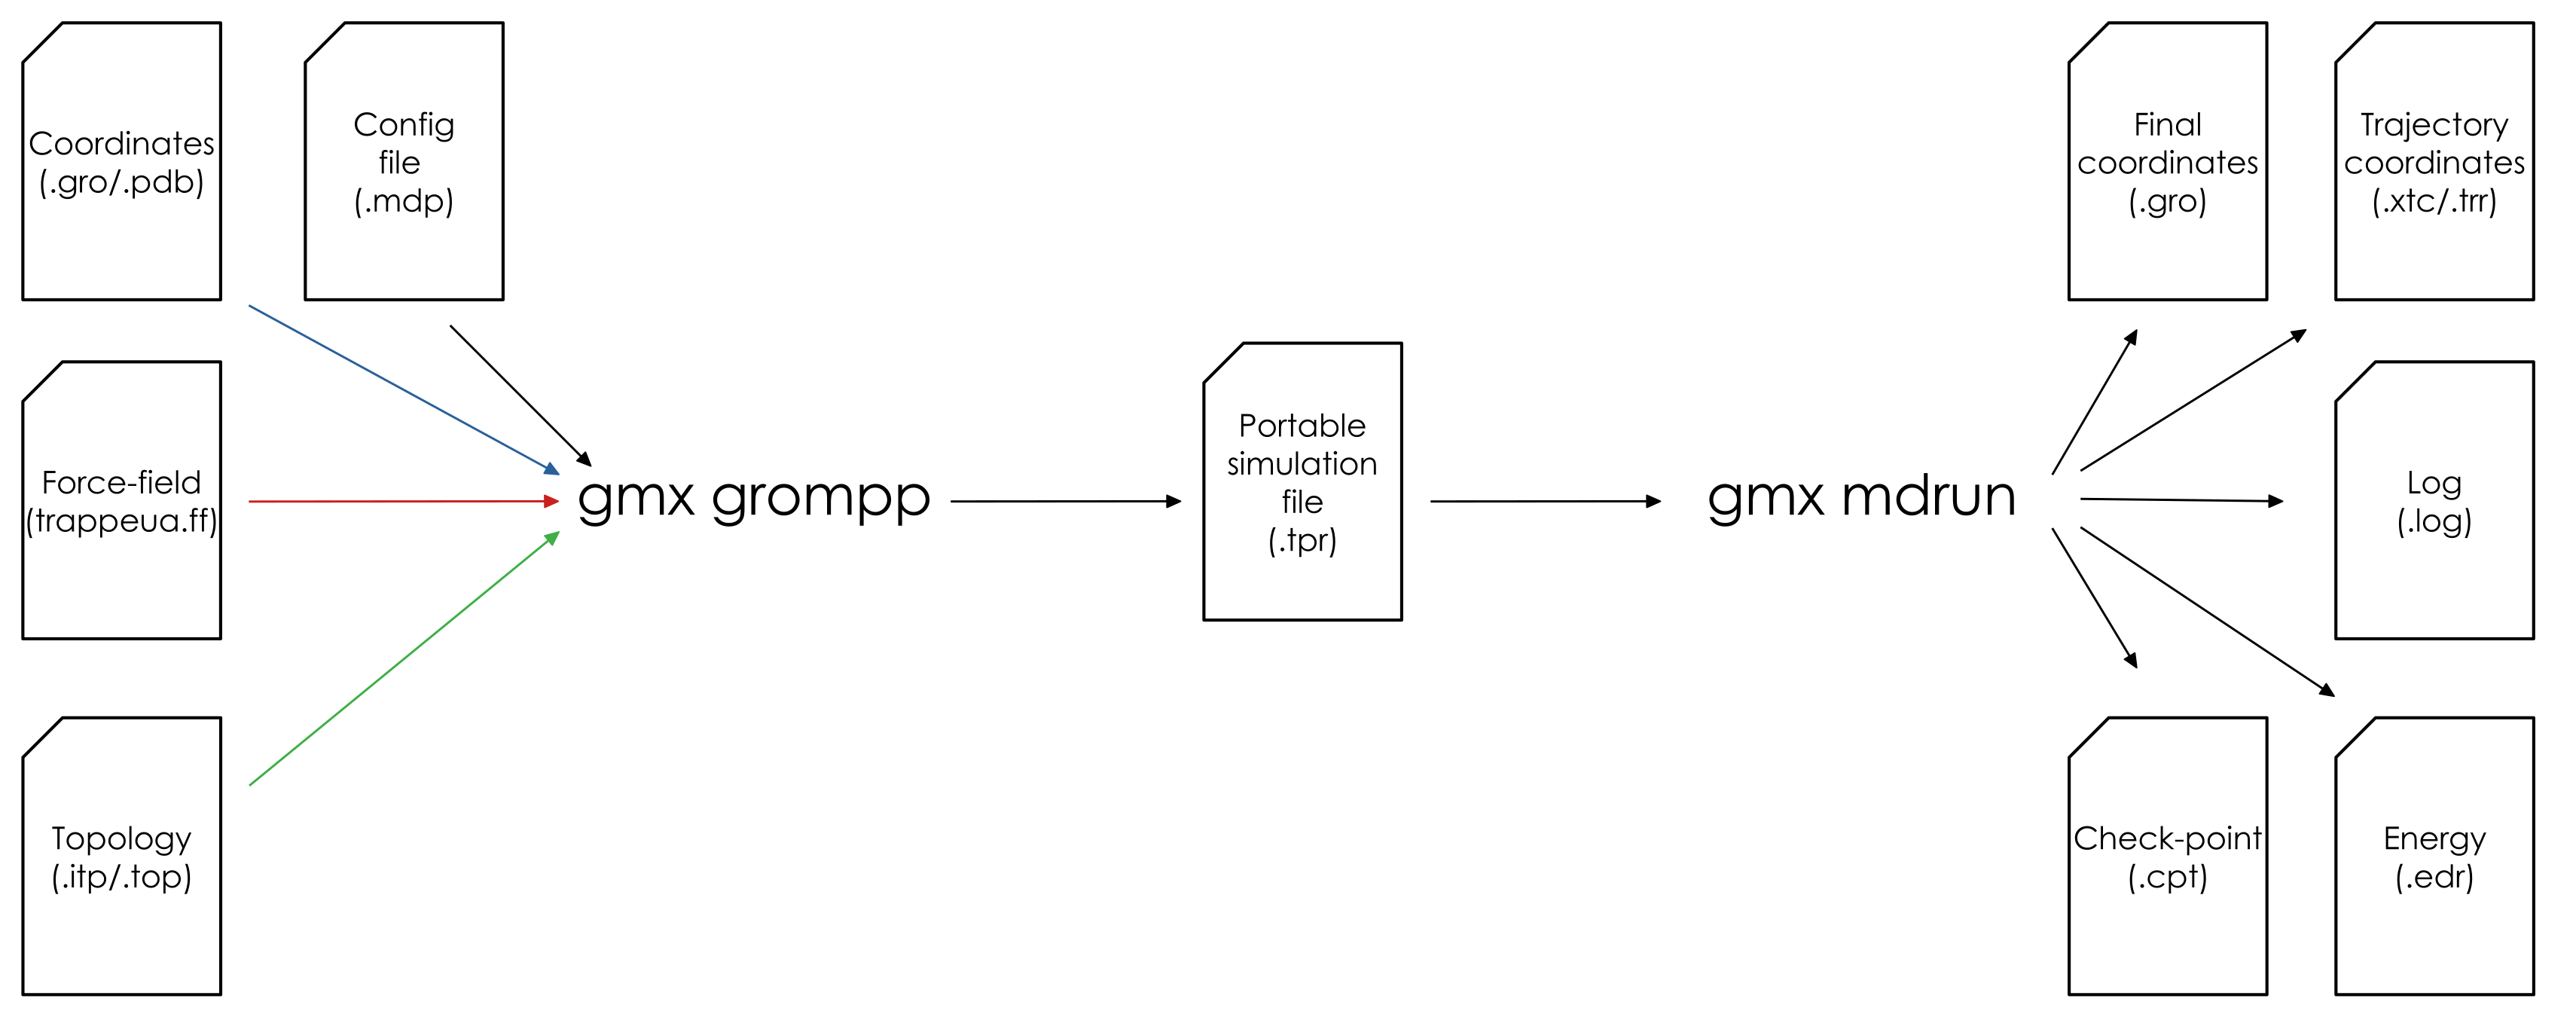 Coordinates
(.gro/.pdb)
Config
file
(.mdp)
Force-field
(trappeua.ff)
Topology
(.itp/.top)
gmx grompp
Portable
simulation
file
(.tpr)
gmx mdrun
Final
coordinates
(.gro)
Trajectory
coordinates
(.xtc/.trr)
Log
(.log)
Check-point
(.cpt)
Energy
(.edr)